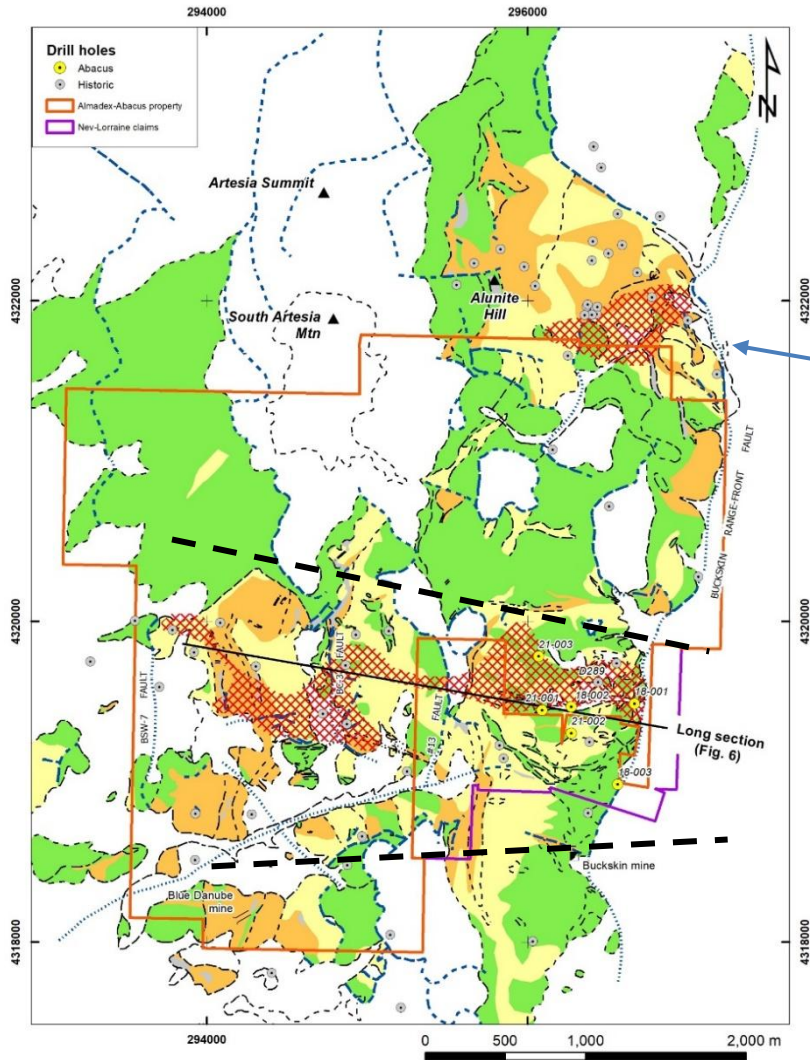 294000
296000
Drill holes
Abacus
Historic
Almadex-Abacus property
Nev-Lorraine claims
N
Artesia Summit
4322000
4322000
Alunite
Hill
South Artesia
Mtn
BUCKSKIN RANGE-FRONT FAULT
4320000
4320000
21-003
D289
18-001
18-002
21-001
21-002
BSW-7 FAULT
BC-3 FAULT
#13 FAULT
Long section
(Fig. 6)
18-003
Buckskin mine
Blue Danube
mine
4318000
4318000
294000
0 500 1,000 2,000 m